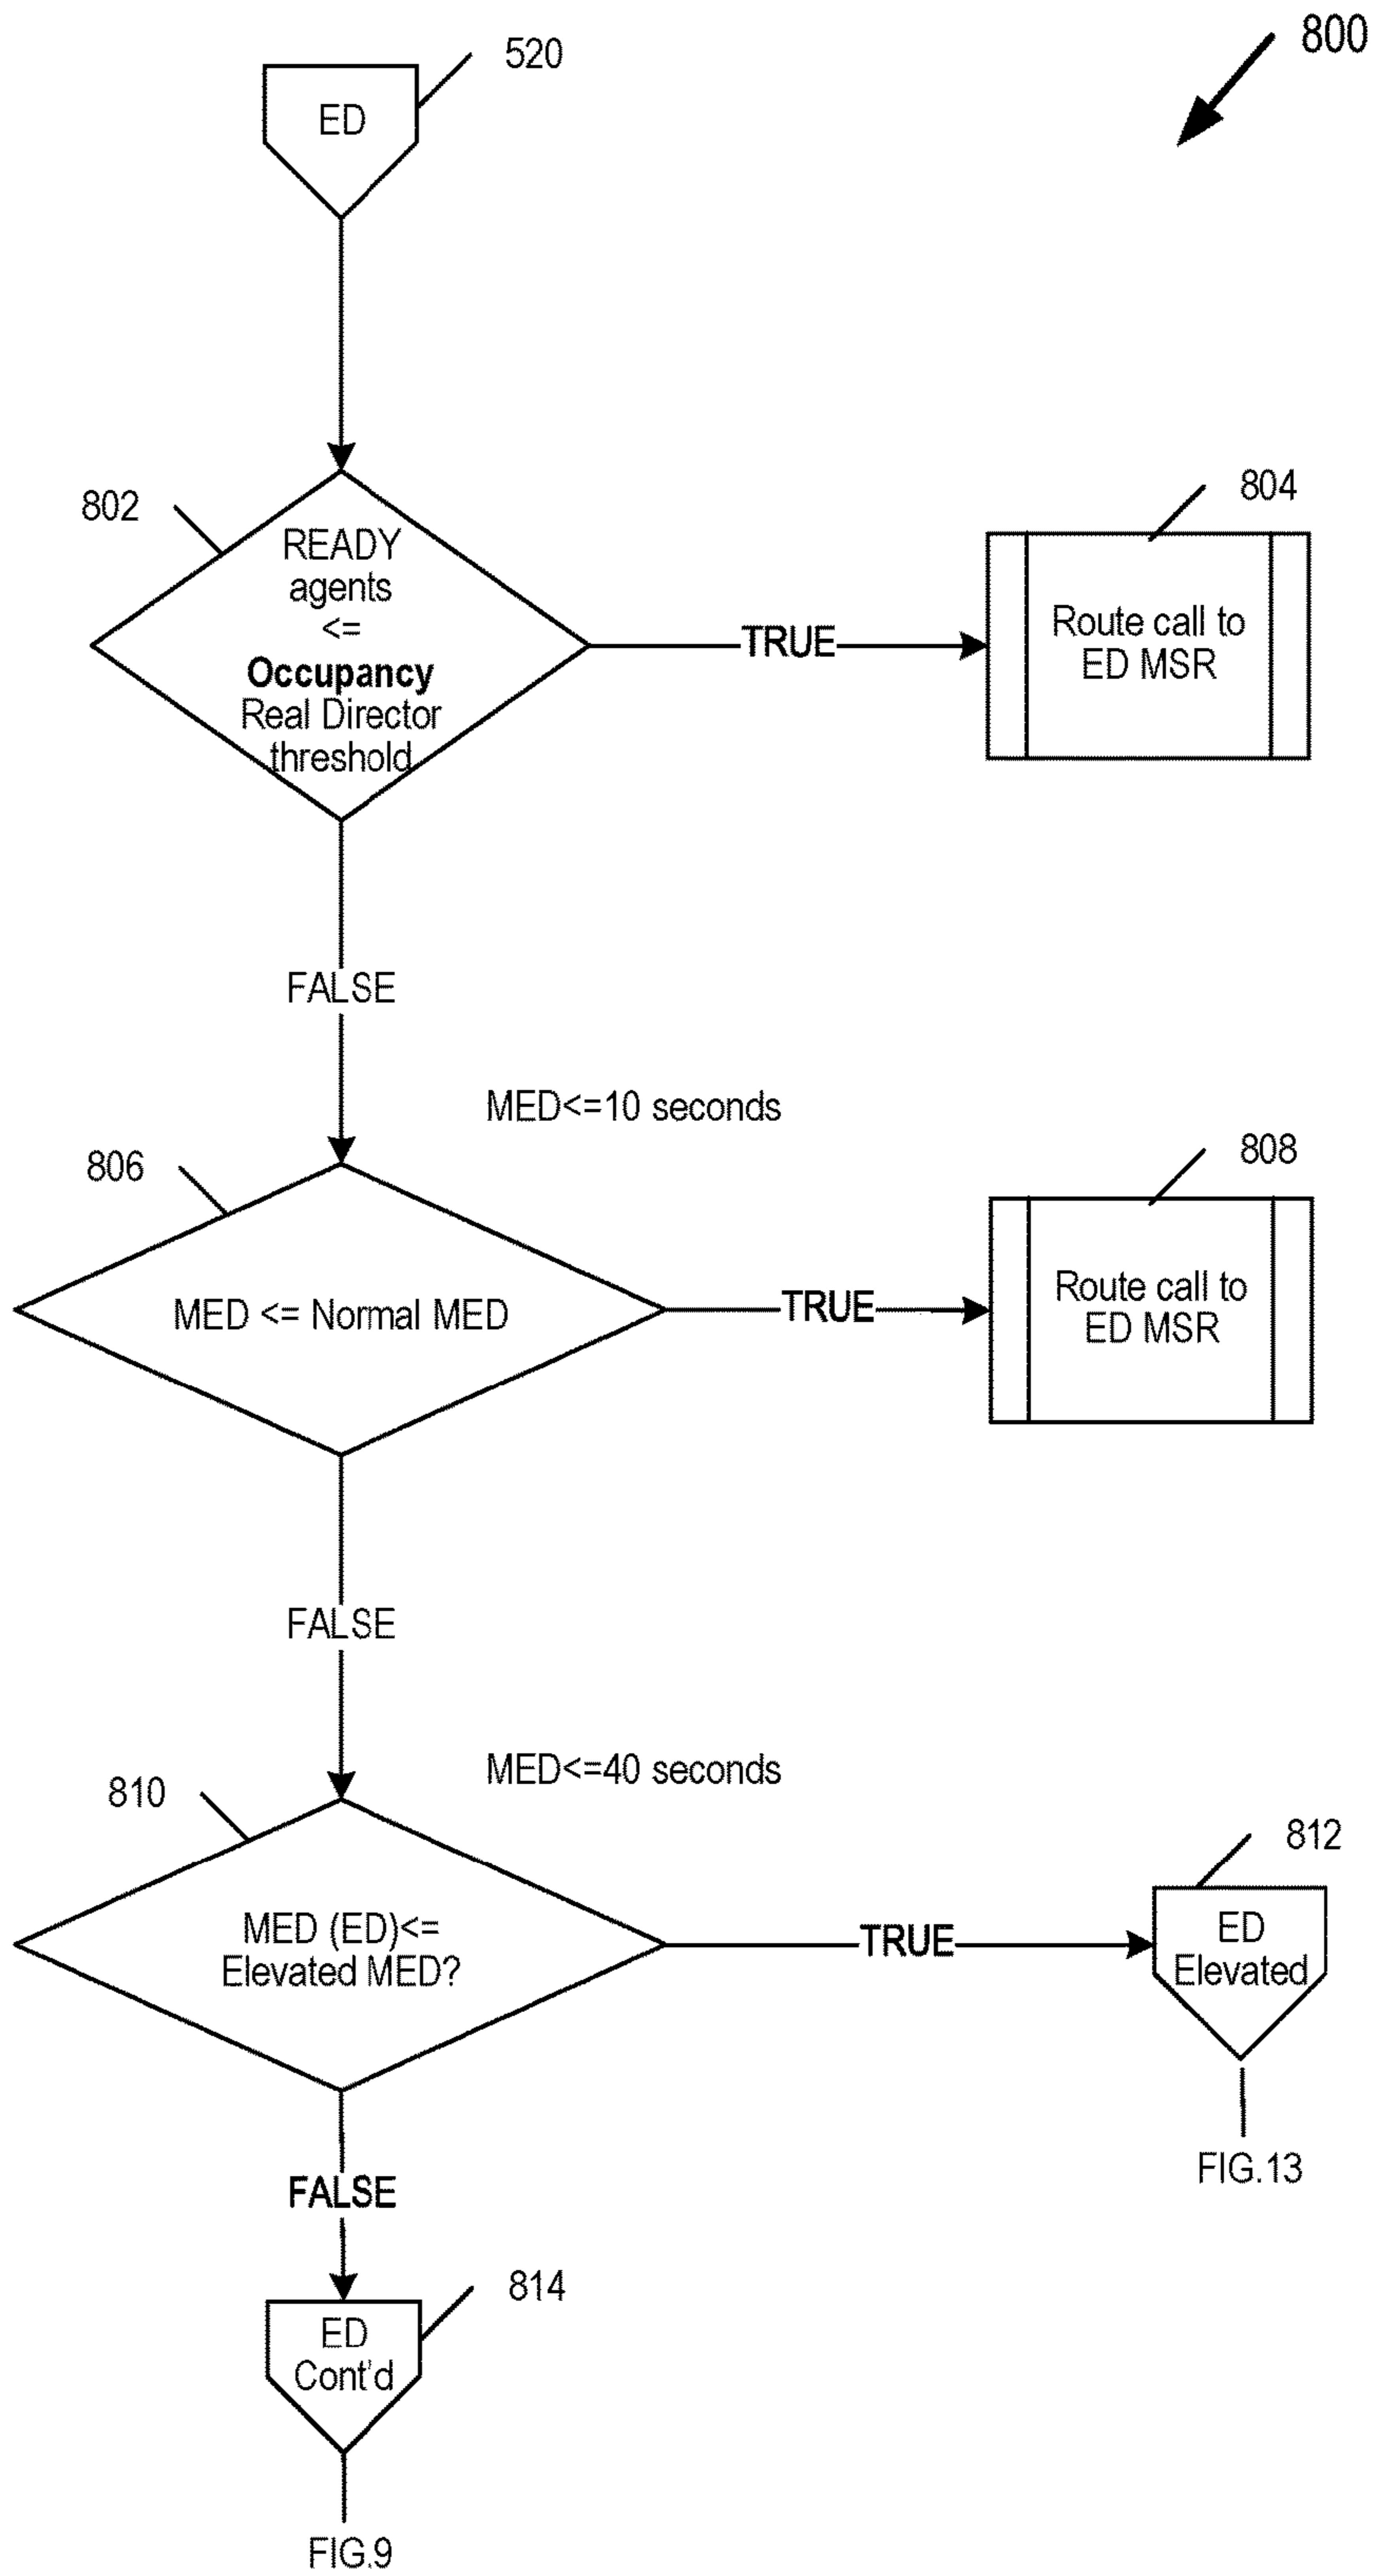 800
520
ED
802
READY
agents
<=
Occupancy
Real Director
threshold
TRUE
804
Route call to
ED MSR
FALSE
MED<=10 seconds
806
MED <= Normal MED
TRUE
808
Route call to
ED MSR
FALSE
MED<=40 seconds
810
MED (ED)<=
Elevated MED?
TRUE
812
ED
Elevated
FIG.13
FALSE
814
ED
Cont'd
FIG.9